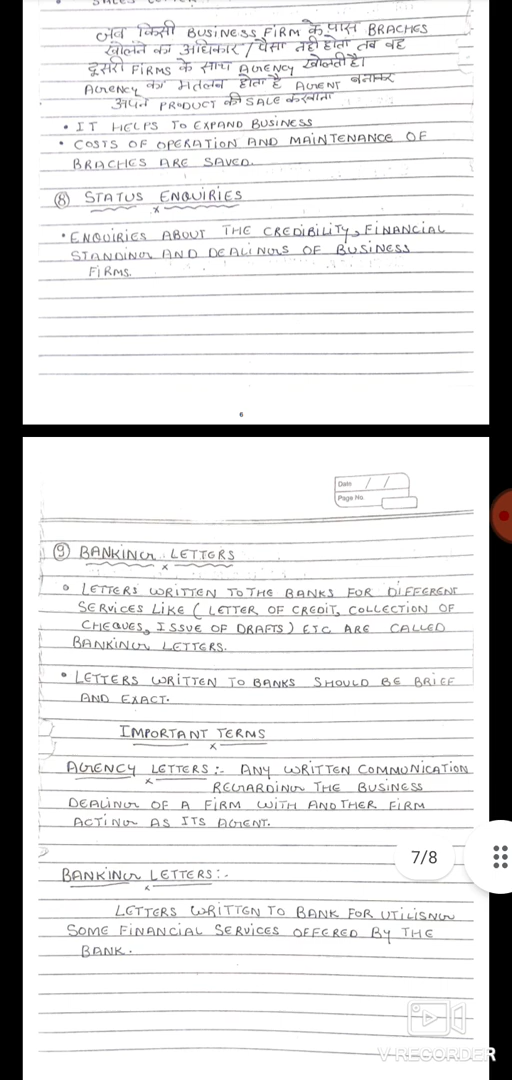 जब किसी BUSINESS FIRM के पास BRACHES
खोलने का अधिकार / पैसा नही होता तब वह
दूसरी FIRMS के साथ AGENCY खोलती है।
AGENCY का मतलब होता है AGENT बनाकर
अपने PRODUCT की SALE करवाना
• IT HELPS TO EXPAND BUSINESS
• COSTS OF OPERATION AND MAINTENANCE OF
BRACHES ARE SAVED.
⑧ STATUS ENQUIRIES
• ENQUIRIES ABOUT THE CREDIBILITY, FINANCIAL
STANDING AND DEALINGS OF BUSINESS
FIRMS.
6
Date / /
Page No.
⑨ BANKING LETTERS
• LETTERS WRITTEN TO THE BANKS FOR DIFFERENT
SERVICES LIKE ( LETTER OF CREDIT, COLLECTION OF
CHEQUES, ISSUE OF DRAFTS ) ETC ARE CALLED
BANKING LETTERS.
• LETTERS WRITTEN TO BANKS SHOULD BE BRIEF
AND EXACT.
IMPORTANT TERMS
AGENCY LETTERS :- ANY WRITTEN COMMUNICATION
REGARDING THE BUSINESS
DEALING OF A FIRM WITH ANOTHER FIRM
ACTING AS ITS AGENT.
7/8
BANKING LETTERS :-
LETTERS WRITTEN TO BANK FOR UTILISNG
SOME FINANCIAL SERVICES OFFERED BY THE
BANK.
V RECORDER